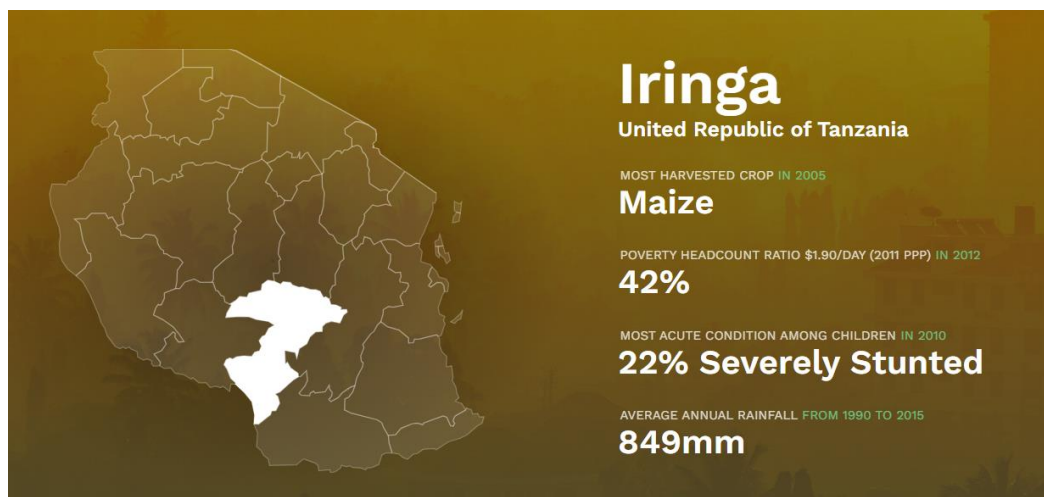 Iringa
United Republic of Tanzania
MOST HARVESTED CROP IN 2005
Maize
POVERTY HEADCOUNT RATIO $1.90/DAY (2011 PPP) IN 2012
42%
MOST ACUTE CONDITION AMONG CHILDREN IN 2010
22% Severely Stunted
AVERAGE ANNUAL RAINFALL FROM 1990 TO 2015
849mm